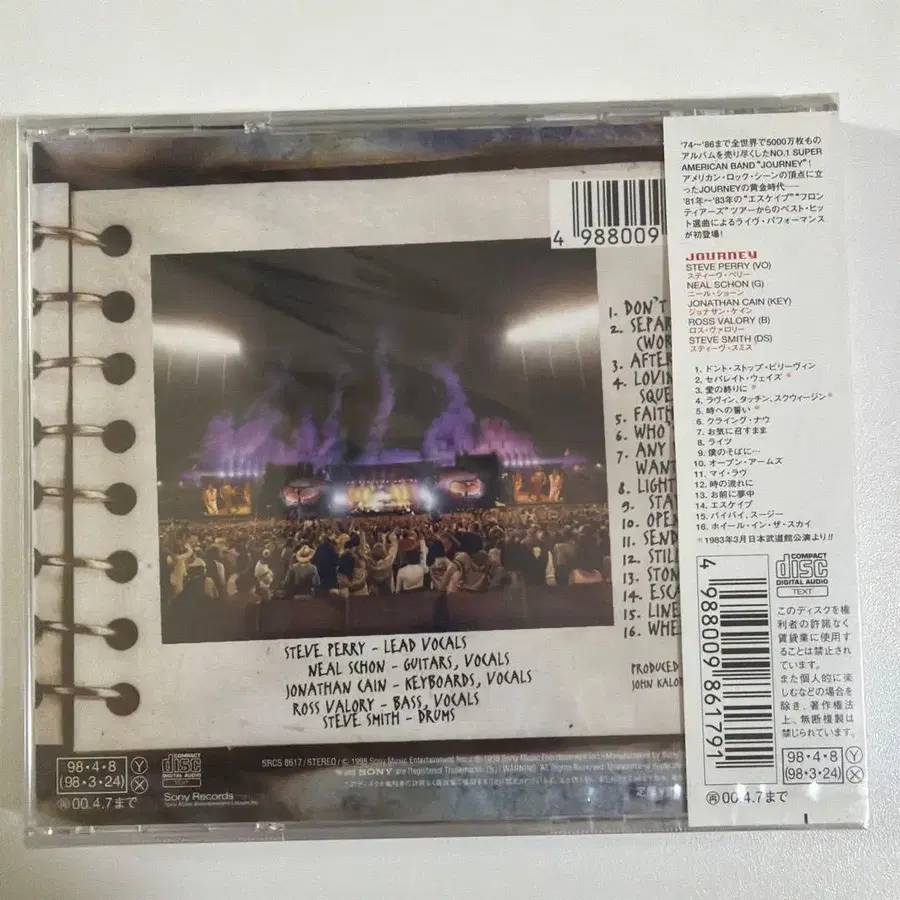 4 988009
1. DON'T
2. SEPAR
(WOR
3. AFTER
4. LOVIN
SQUE
5. FAITH
6. WHO'
7. ANY
WANT
8. LIGHT
9. STA
10. OPE
11. SEND
12. STIL
13. STON
14. ESCA
15. LINE
16. WHE
PRODUCED
JOHN KALO
STEVE PERRY – LEAD VOCALS
NEAL SCHON – GUITARS, VOCALS
JONATHAN CAIN – KEYBOARDS, VOCALS
ROSS VALORY – BASS, VOCALS
STEVE SMITH – DRUMS
98・4・8 Y
(98・3・24) X
再00.4.7まで
COMPACT
disc
DIGITAL AUDIO
Sony Records
SRCS 8617/STEREO/
'74〜'86まで全世界で5000万枚もの
アルバムを売り尽くしたNO.1 SUPER
AMERICAN BAND "JOURNEY"!
アメリカン・ロック・シーンの頂点に立
ったJOURNEYの黄金時代──
'81年〜'83年の"エスケイプ""フロン
ティアーズ"ツアーからのベスト・ヒッ
ト選曲によるライヴ・パフォーマンス
が初登場!
JOURNEY
STEVE PERRY (VO)
スティーヴ・ペリー
NEAL SCHON (G)
ニール・ショーン
JONATHAN CAIN (KEY)
ジョナサン・ケイン
ROSS VALORY (B)
ロス・ヴァロリー
STEVE SMITH (DS)
スティーヴ・スミス
1. ドント・ストップ・ビリーヴィン
2. セパレイト・ウェイズ ※
3. 愛の終りに ※
4. ラヴィン、タッチン、スクウィージン※
5. 時への誓い ※
6. クライング・ナウ
7. お気に召すまま
8. ライツ
9. 僕のそばに…
10. オープン・アームズ
11. マイ・ラヴ
12. 時の流れに
13. お前に夢中
14. エスケイプ
15. バイバイ、スージー
16. ホイール・イン・ザ・スカイ
※1983年3月日本武道館公演より!!
COMPACT
disc
DIGITAL AUDIO
TEXT
4 988009 861791
このディスクを権
利者の許諾なく
賃貸業に使用す
ることは禁止され
ています。
また個人的に楽
しむなどの場合を
除き、著作権法
上、無断複製は
禁じられています。
98・4・8 Y
(98・3・24) X
再00.4.7まで